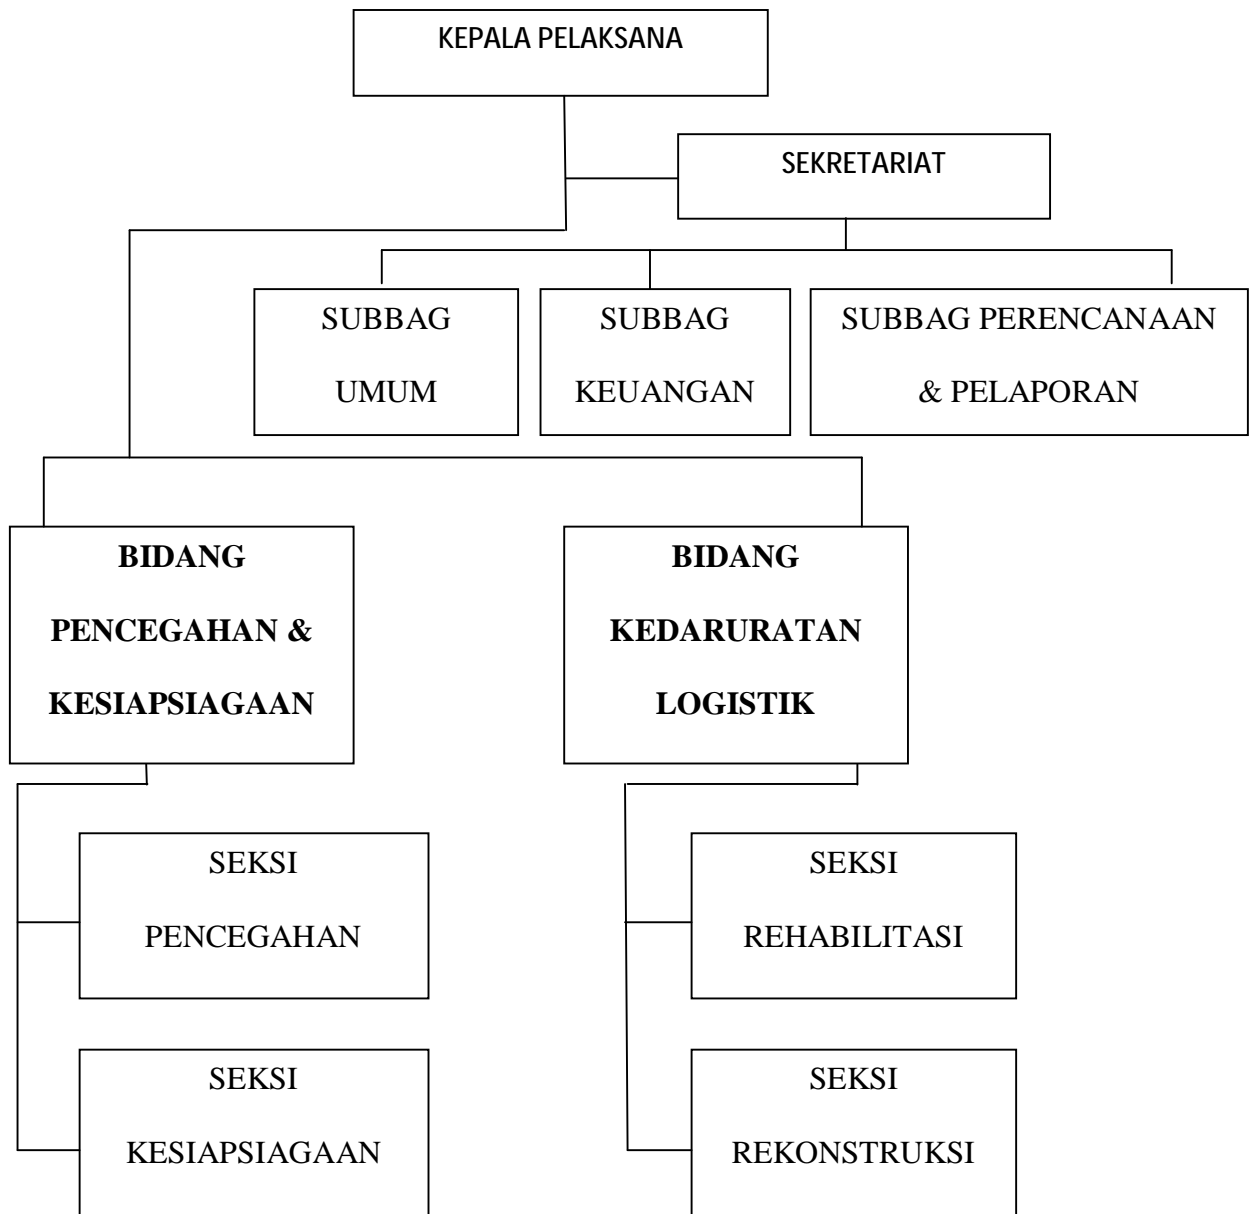 KEPALA PELAKSANA
SEKRETARIAT
SUBBAG
UMUM
SUBBAG
KEUANGAN
SUBBAG PERENCANAAN
& PELAPORAN
BIDANG
PENCEGAHAN &
KESIAPSIAGAAN
BIDANG
KEDARURATAN
LOGISTIK
SEKSI
PENCEGAHAN
SEKSI
REHABILITASI
SEKSI
KESIAPSIAGAAN
SEKSI
REKONSTRUKSI